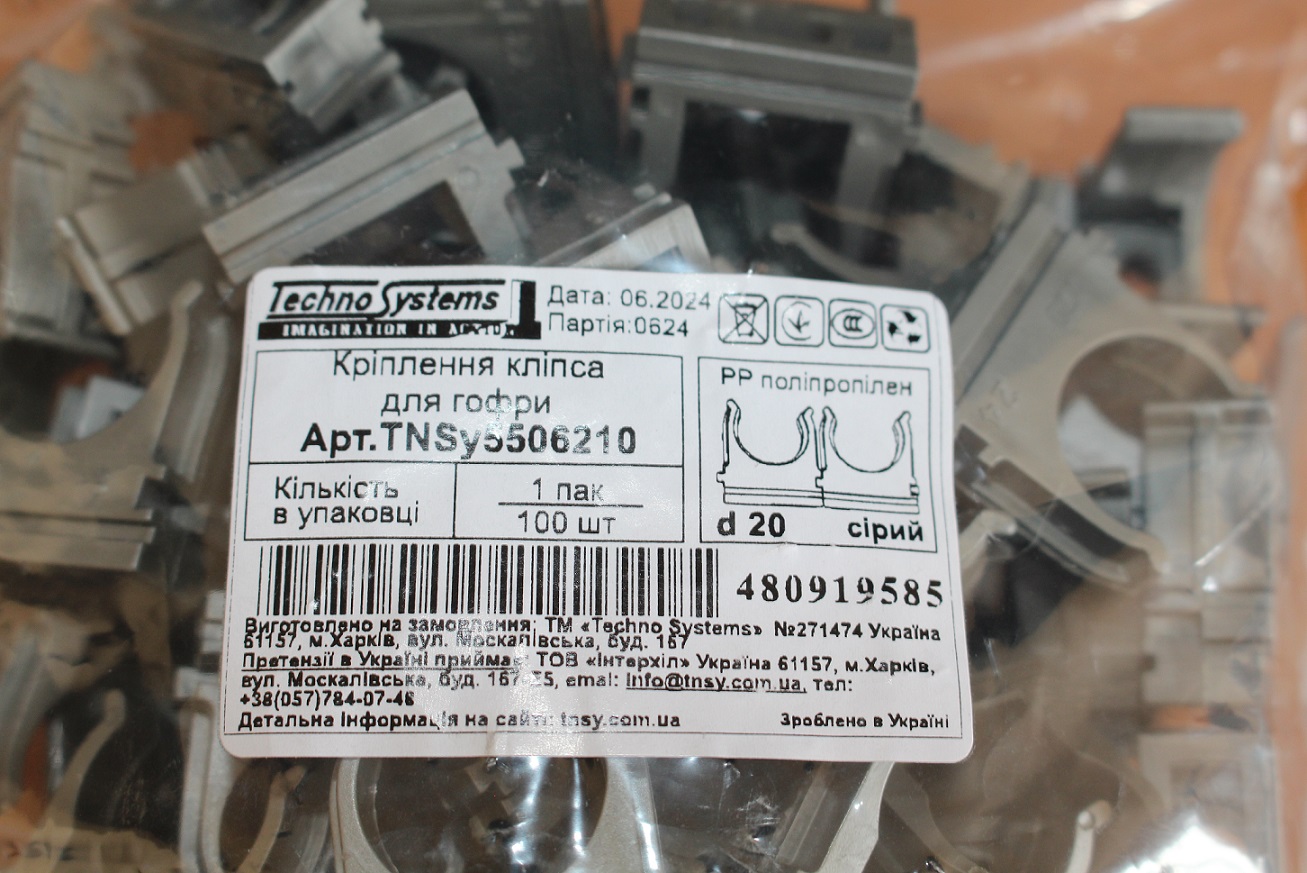 Techno Systems
IMAGINATION IN ACTION
Дата: 06.2024
Партія:0624
Кріплення кліпса
для гофри
Арт.TNSy5506210
Кількість
в упаковці
1 пак
100 шт
PP поліпропілен
d 20 сірий
480919585
Виготовлено на замовлення; ТМ «Techno Systems» №271474 Україна
61157, м.Харків, вул. Москалівська, буд. 167
Претензії в Україні приймає: ТОВ «Інтерхіл» Україна 61157, м.Харків,
вул. Москалівська, буд. emal: Info@tnsy.com.ua, тел:
+38(057)784-07-46
Детальна Інформація на сайті: tnsy.com.ua
Зроблено в Україні